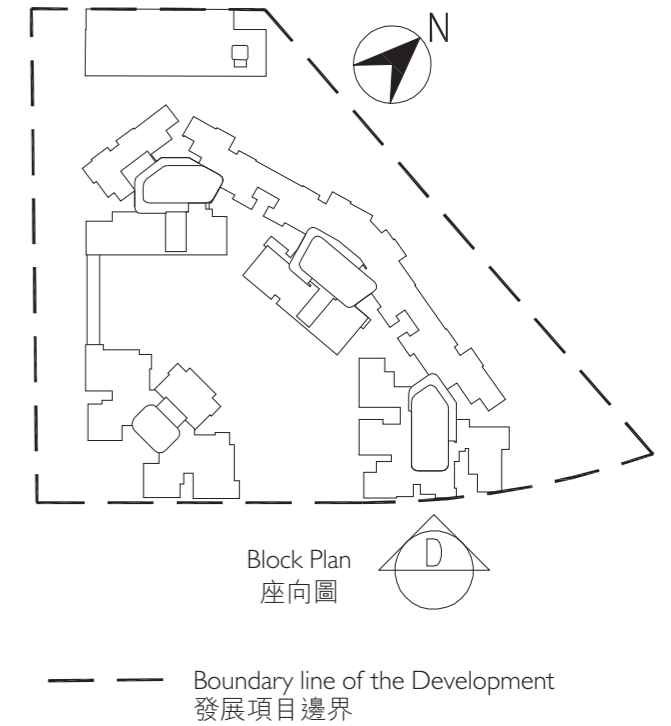 N
Block Plan
座向圖
D
Boundary line of the Development
發展項目邊界